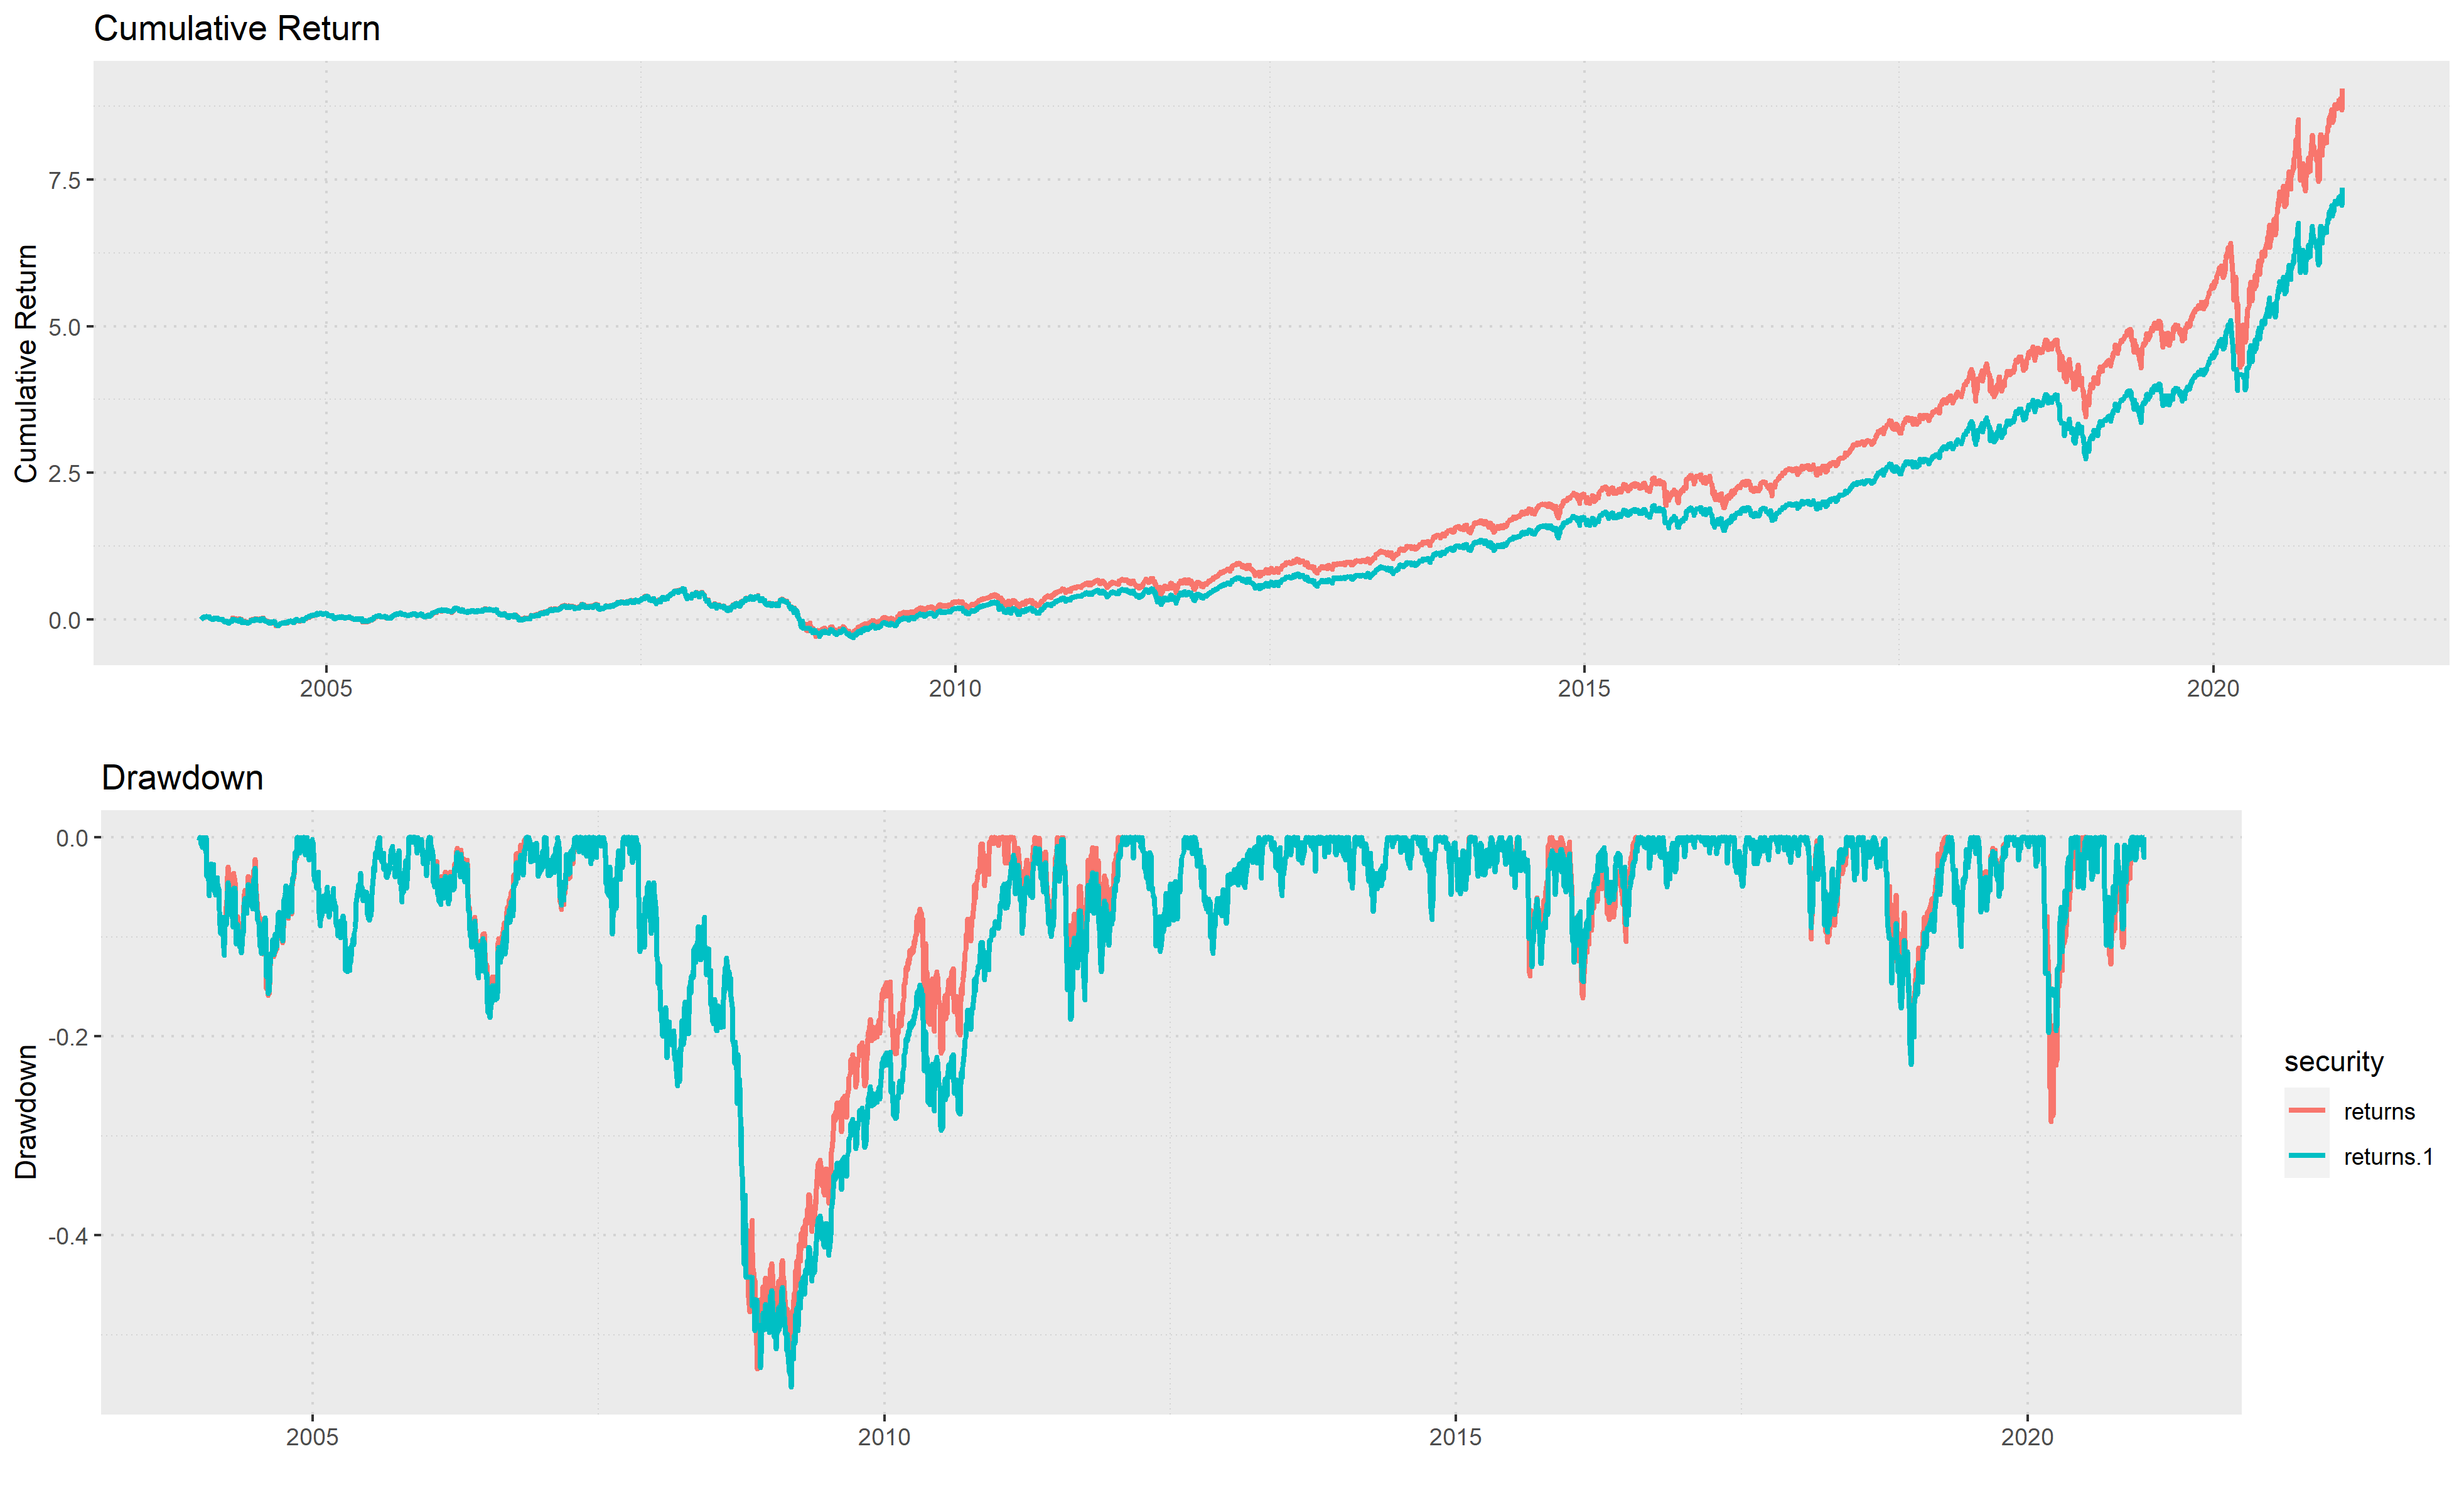 Cumulative Return
Cumulative Return
7.5
5.0
2.5
0.0
2005 2010 2015 2020
Drawdown
Drawdown
0.0
-0.2
-0.4
2005 2010 2015 2020
security
returns
returns.1